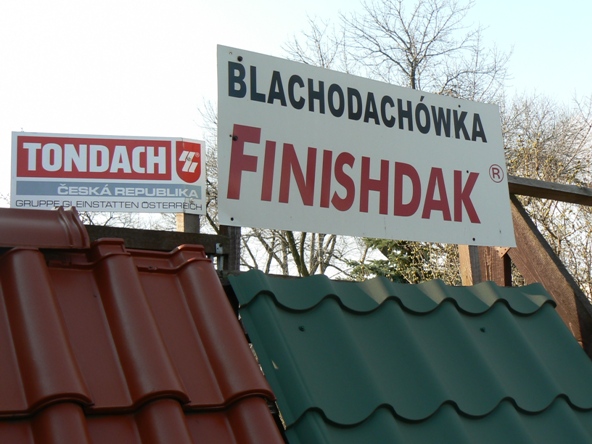 TONDACH
ČESKÁ REPUBLIKA
GRUPPE GLEINSTÄTTEN ÖSTERREICH
BLACHODACHÓWKA
FINISHDAK®